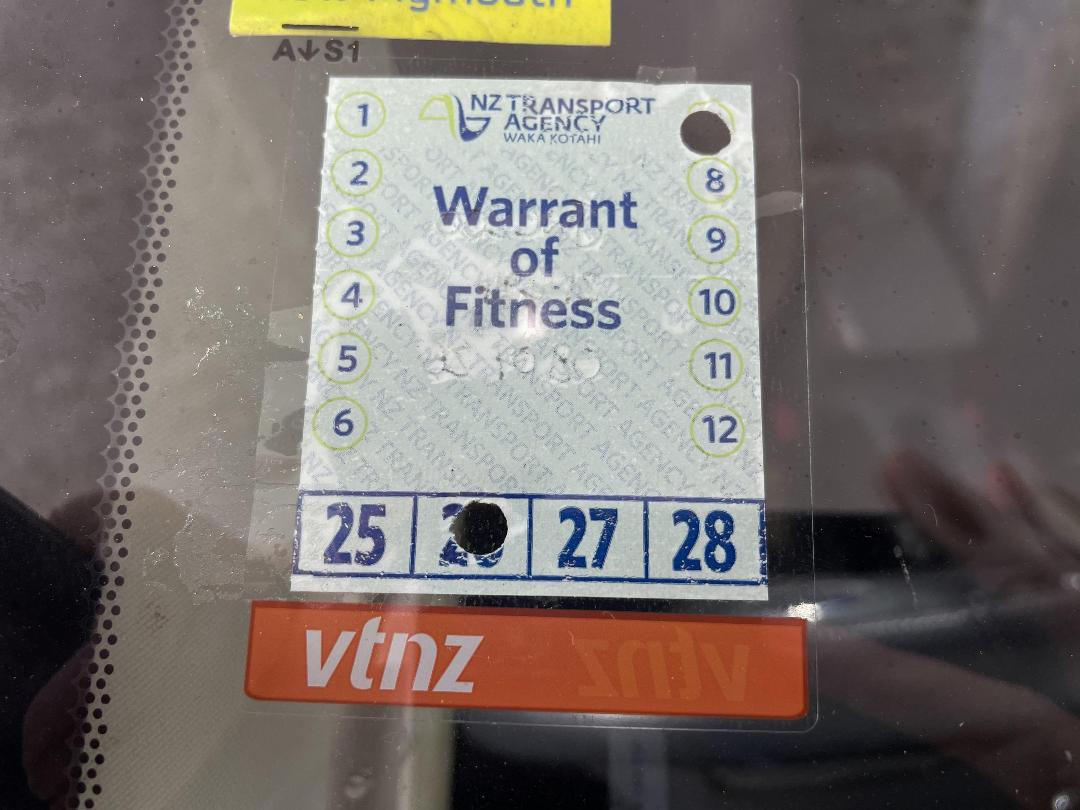 Plymouth
A↓S1
NZ TRANSPORT
AGENCY
WAKA KOTAHI
1
2
3
4
5
6
8
9
10
11
12
Warrant
of
Fitness
25 27 28
vtnz